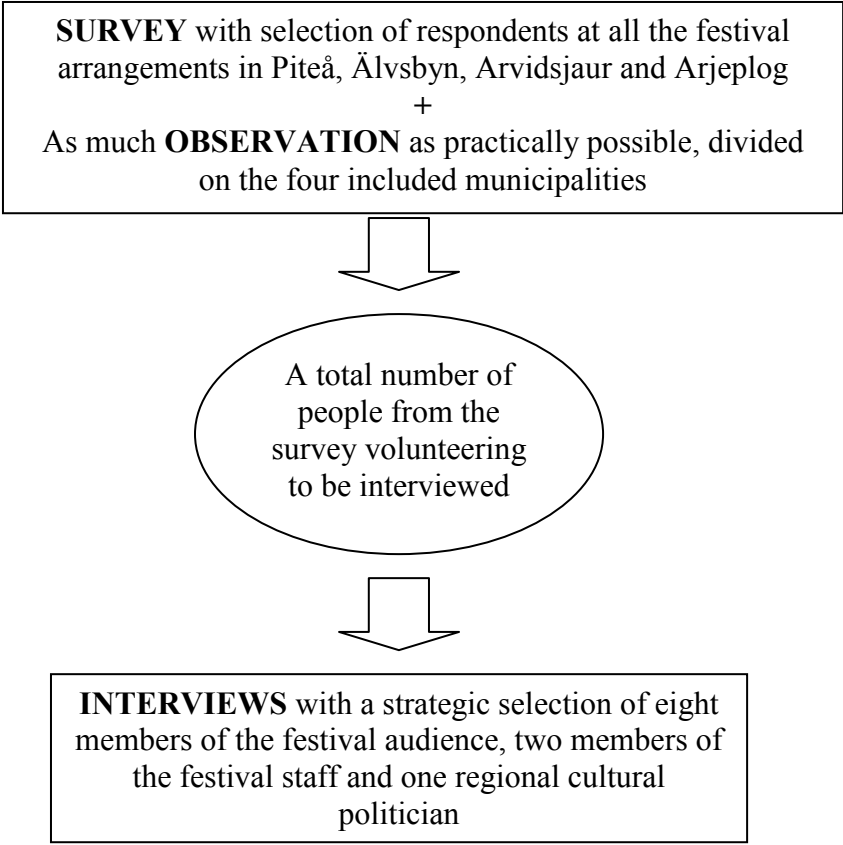 SURVEY with selection of respondents at all the festival
arrangements in Piteå, Älvsbyn, Arvidsjaur and Arjeplog
+
As much OBSERVATION as practically possible, divided
on the four included municipalities
A total number of
people from the
survey volunteering
to be interviewed
INTERVIEWS with a strategic selection of eight
members of the festival audience, two members of
the festival staff and one regional cultural
politician